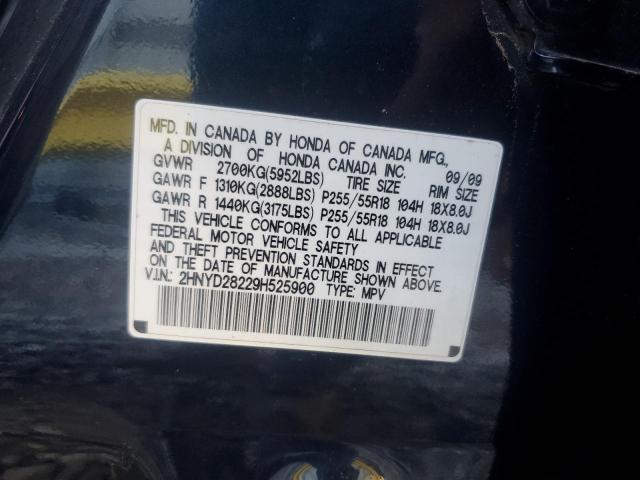 MFD. IN CANADA BY HONDA OF CANADA MFG.,
A DIVISION OF HONDA CANADA INC. 09/09
GVWR 2700KG(5952LBS) TIRE SIZE RIM SIZE
GAWR F 1310KG(2888LBS) P255/55R18 104H 18X8.0J
GAWR R 1440KG(3175LBS) P255/55R18 104H 18X8.0J
THIS VEHICLE CONFORMS TO ALL APPLICABLE
FEDERAL MOTOR VEHICLE SAFETY
AND THEFT PREVENTION STANDARDS IN EFFECT
ON THE DATE OF MANUFACTURE SHOWN ABOVE.
V.I.N.: 2HNYD28229H525900 TYPE: MPV